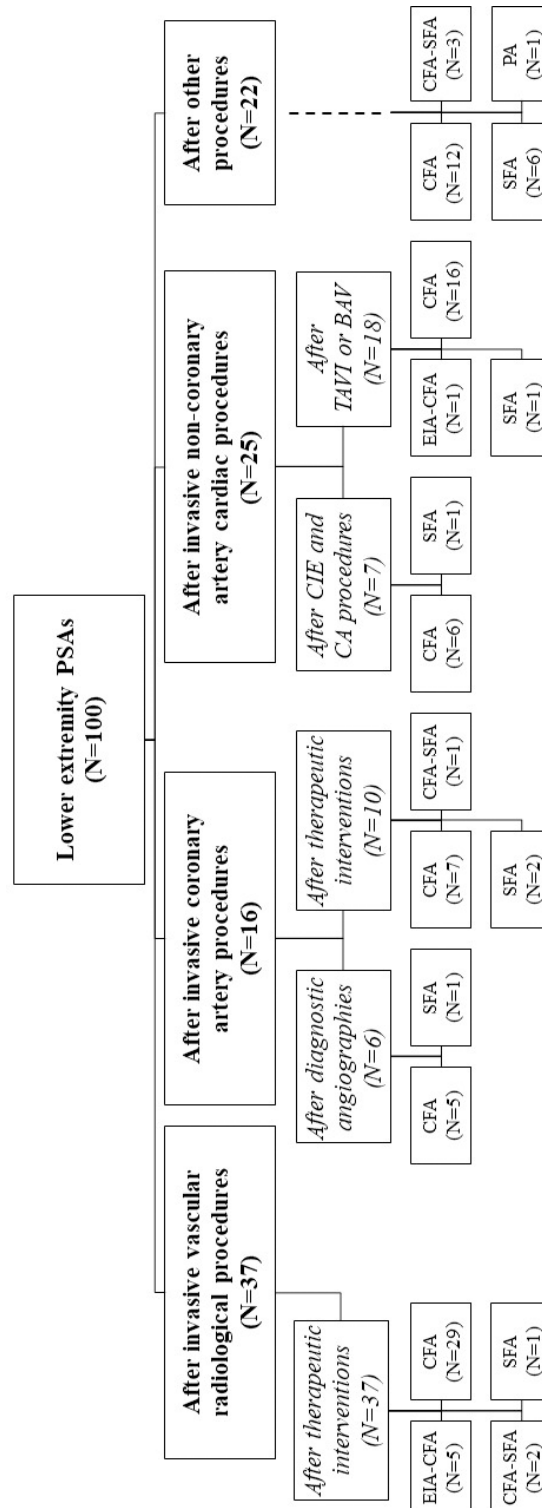 Lower extremity PSAs
(N=100)
After invasive vascular
radiological procedures
(N=37)
After invasive coronary
artery procedures
(N=16)
After invasive non-coronary
artery cardiac procedures
(N=25)
After other
procedures
(N=22)
After therapeutic
interventions
(N=37)
After diagnostic
angiographies
(N=6)
After therapeutic
interventions
(N=10)
After CIE and
CA procedures
(N=7)
After
TAVI or BAV
(N=18)
EIA-CFA
(N=5)
CFA
(N=29)
CFA-SFA
(N=2)
SFA
(N=1)
CFA
(N=5)
SFA
(N=1)
CFA
(N=7)
CFA-SFA
(N=1)
SFA
(N=2)
CFA
(N=6)
SFA
(N=1)
EIA-CFA
(N=1)
CFA
(N=16)
SFA
(N=1)
CFA
(N=12)
CFA-SFA
(N=3)
SFA
(N=6)
PA
(N=1)